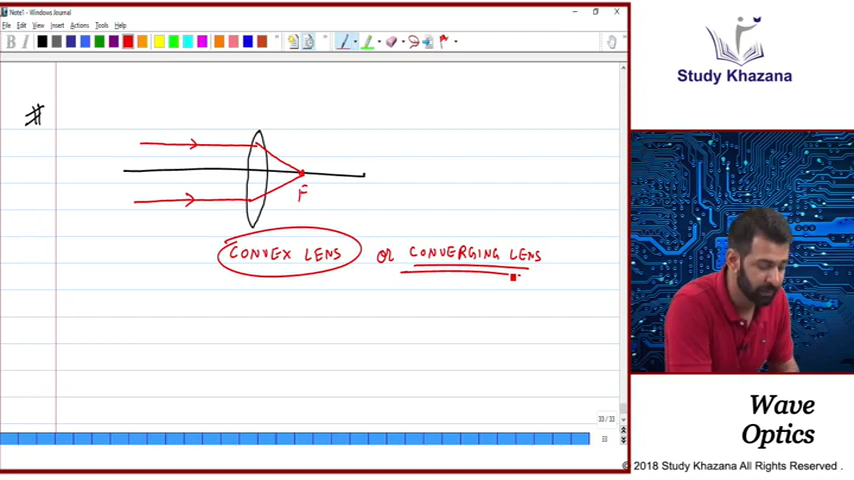 Note1 - Windows Journal
File Edit View Insert Actions Tools Help
B I
Study Khazana
#
F
CONVEX LENS or CONVERGING LENS
33/33
33
Wave
Optics
© 2018 Study Khazana All Rights Reserved .